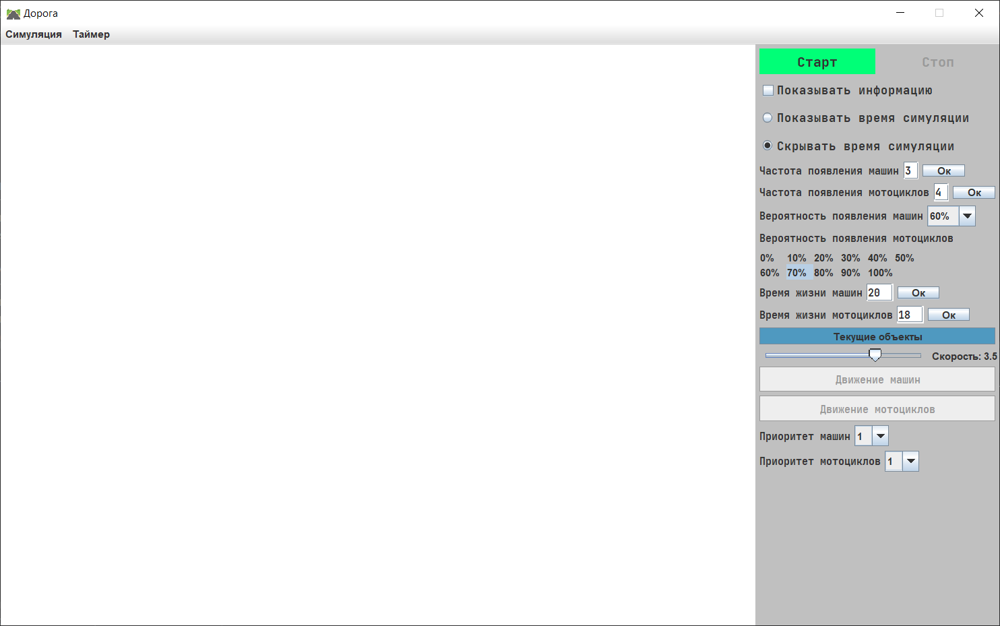 Дорога
Симуляция Таймер
Старт Стоп
Показывать информацию
Показывать время симуляции
Скрывать время симуляции
Частота появления машин 3 Ок
Частота появления мотоциклов 4 Ок
Вероятность появления машин 60%
Вероятность появления мотоциклов
0% 10% 20% 30% 40% 50%
60% 70% 80% 90% 100%
Время жизни машин 20 Ок
Время жизни мотоциклов 18 Ок
Текущие объекты
Скорость: 3.5
Движение машин
Движение мотоциклов
Приоритет машин 1
Приоритет мотоциклов 1